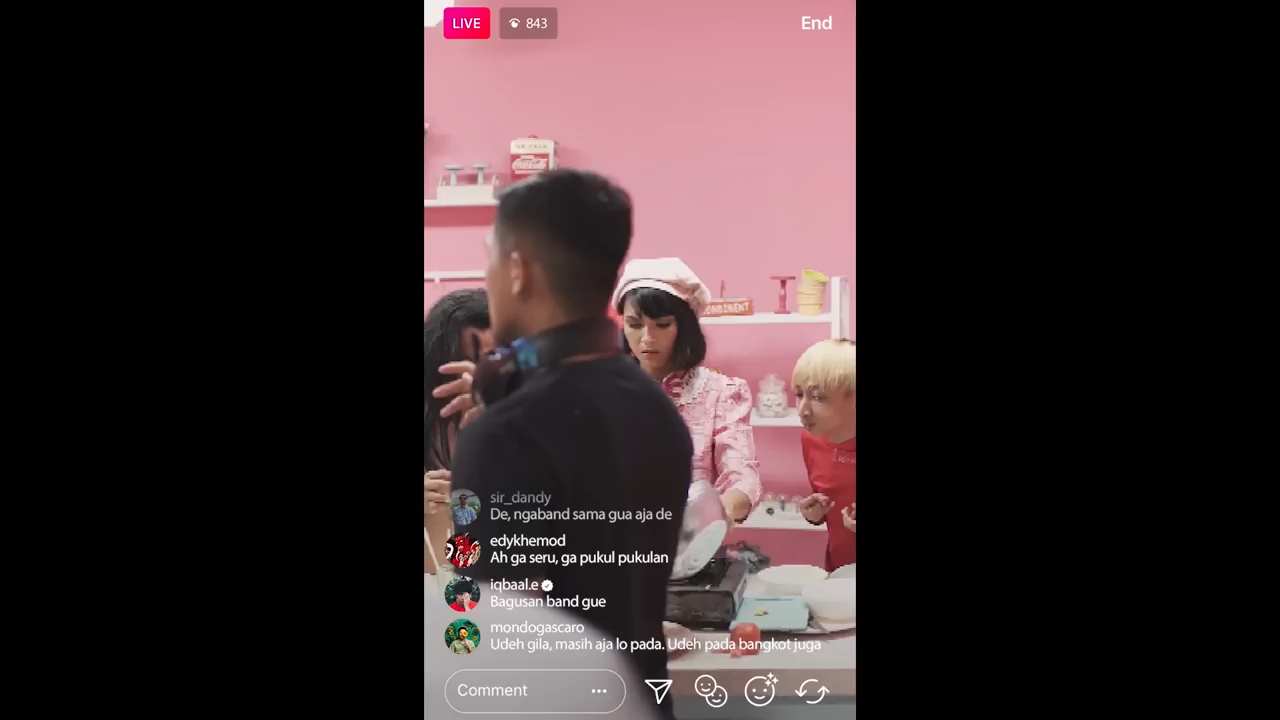 LIVE
843
End
CONDIMENT
sir_dandy
De, ngaband sama gua aja de
edykhemod
Ah ga seru, ga pukul pukulan
iqbaal.e
Bagusan band gue
mondogascaro
Udeh gila, masih aja lo pada. Udeh pada bangkot juga
Comment